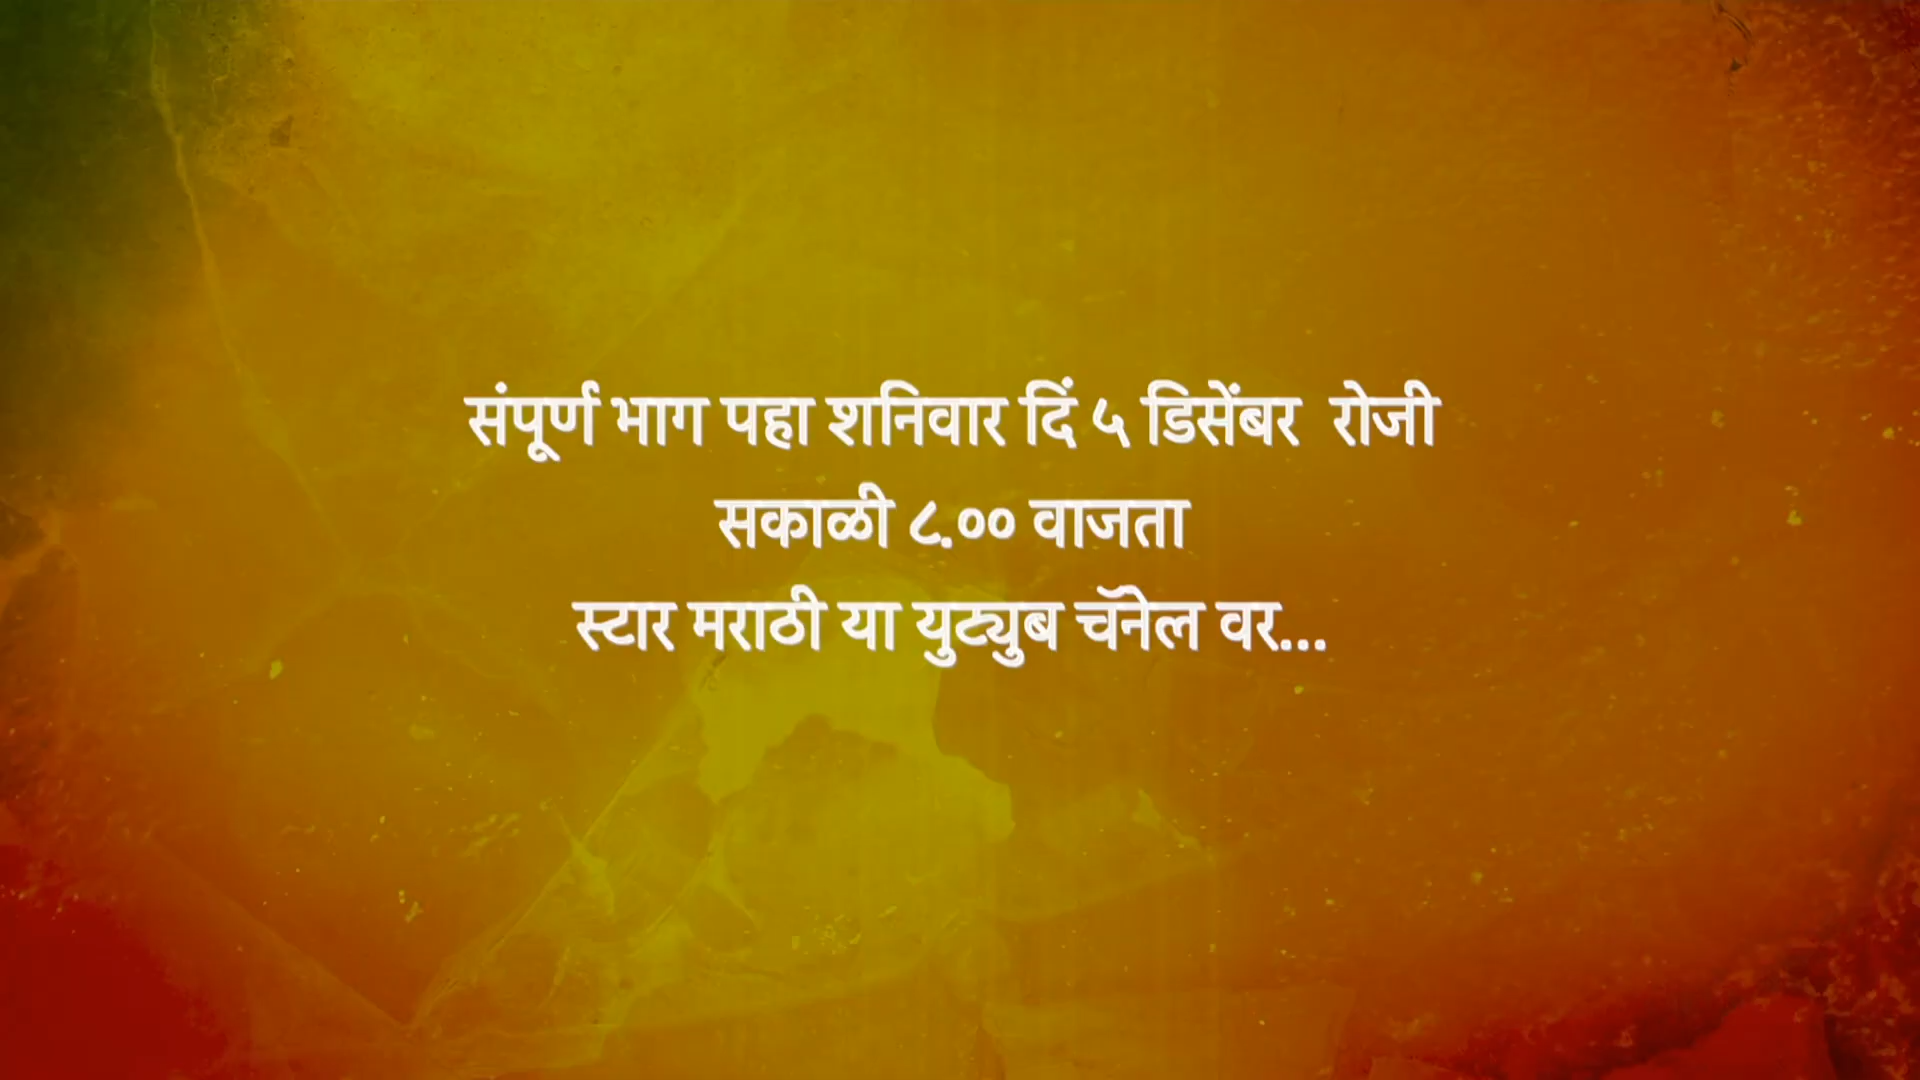 संपूर्ण भाग पहा शनिवार दिं ५ डिसेंबर रोजी
सकाळी ८.०० वाजता
स्टार मराठी या युट्युब चॅनेल वर...